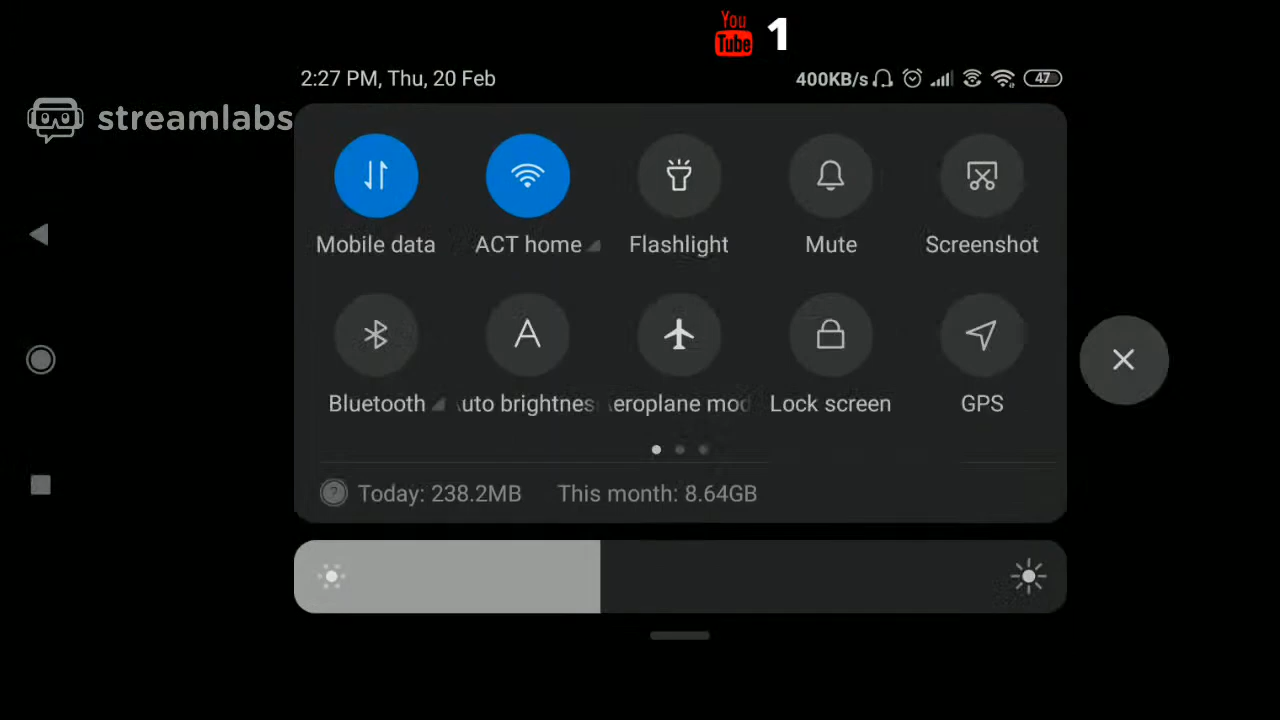 You
Tube 1
2:27 PM, Thu, 20 Feb 400KB/s 47
streamlabs
Mobile data ACT home Flashlight Mute Screenshot
Bluetooth uto brightnes eroplane mod Lock screen GPS
Today: 238.2MB This month: 8.64GB